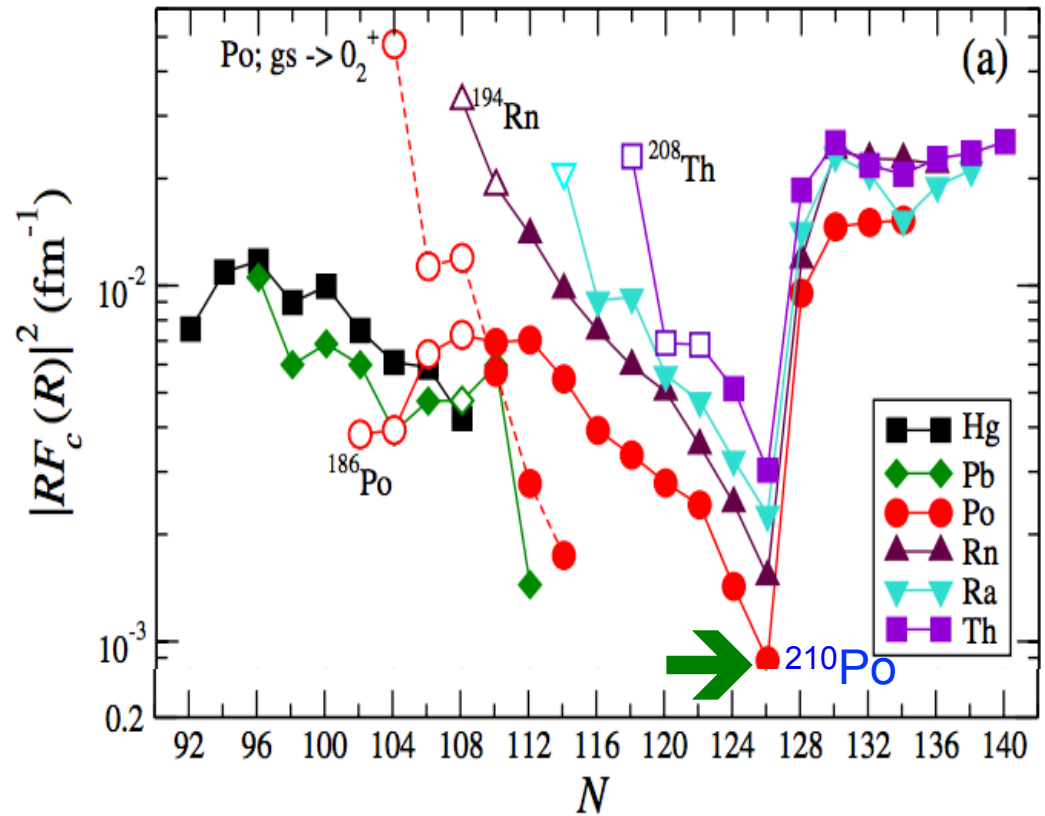 (a)
Po; gs -> 0₂⁺
¹⁹⁴Rn
²⁰⁸Th
|RF_c(R)|² (fm⁻¹)
10⁻²
¹⁸⁶Po
Hg
Pb
Po
Rn
Ra
Th
10⁻³
²¹⁰Po
0.2
92 96 100 104 108 112 116 120 124 128 132 136 140
N